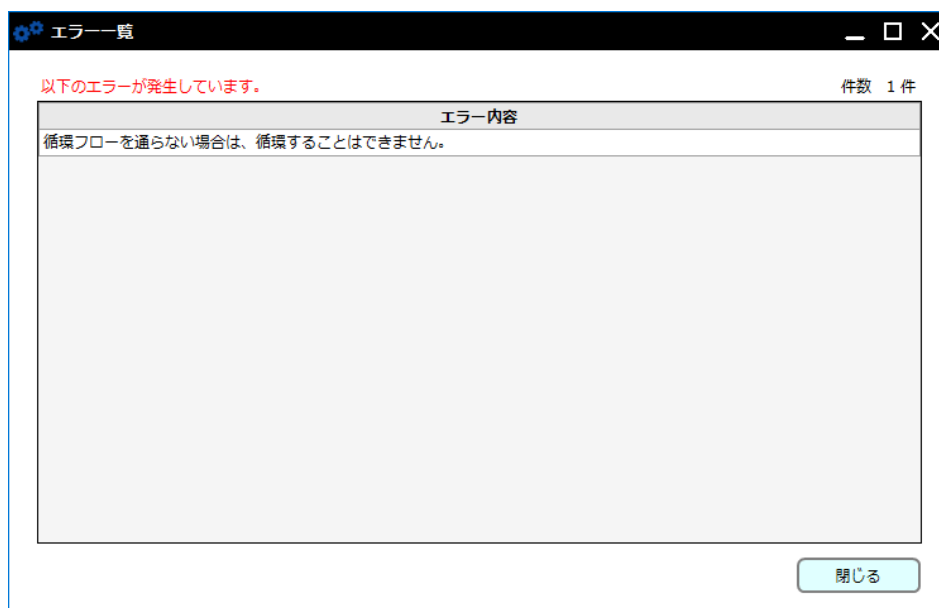 エラー一覧
以下のエラーが発生しています。
件数 1 件
エラー内容
循環フローを通らない場合は、循環することはできません。
閉じる